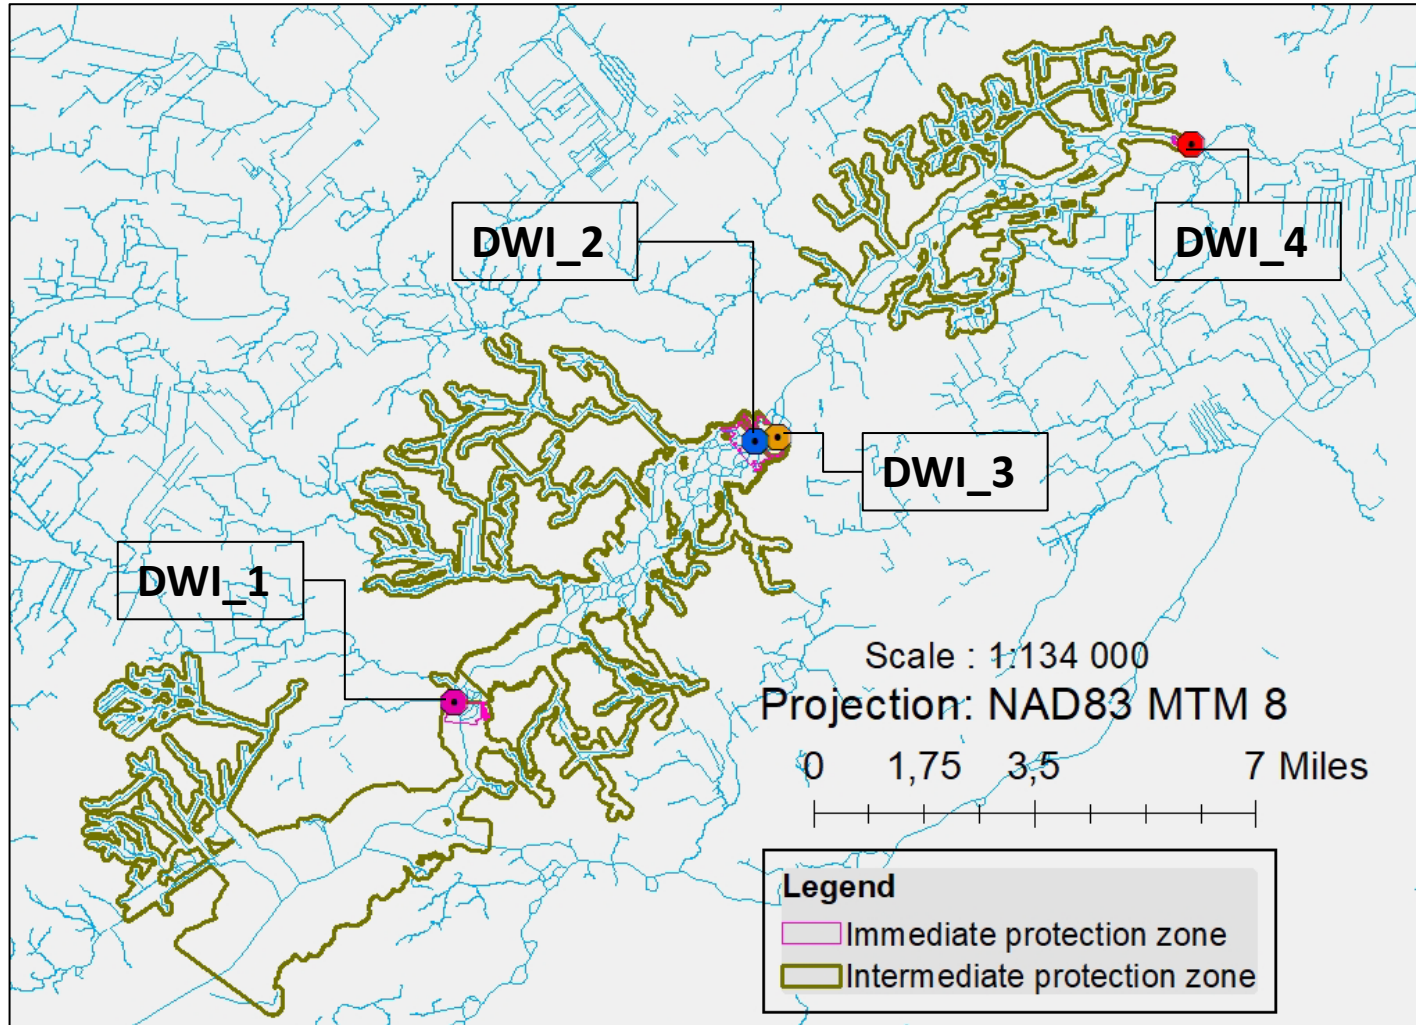 DWI_2
DWI_4
DWI_3
DWI_1
Scale : 1:134 000
Projection: NAD83 MTM 8
0 1,75 3,5 7 Miles
Legend
Immediate protection zone
Intermediate protection zone